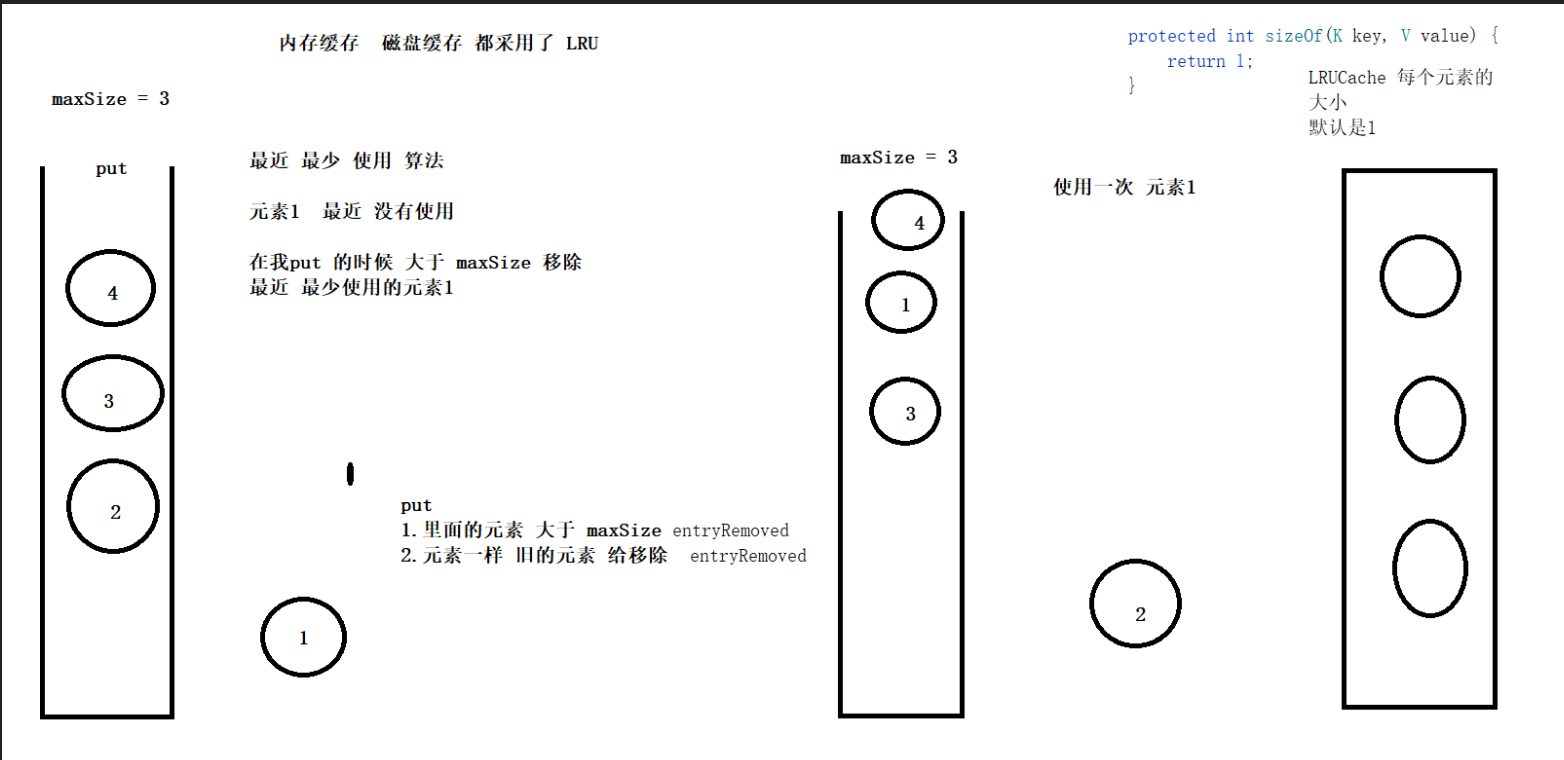 内存缓存 磁盘缓存 都采用了 LRU
maxSize = 3
put
4
3
2
最近 最少 使用 算法
元素1 最近 没有使用
在我put 的时候 大于 maxSize 移除
最近 最少使用的元素1
put
1.里面的元素 大于 maxSize entryRemoved
2.元素一样 旧的元素 给移除 entryRemoved
1
maxSize = 3
4
1
3
使用一次 元素1
2
protected int sizeOf(K key, V value) {
return 1;
}
LRUCache 每个元素的
大小
默认是1